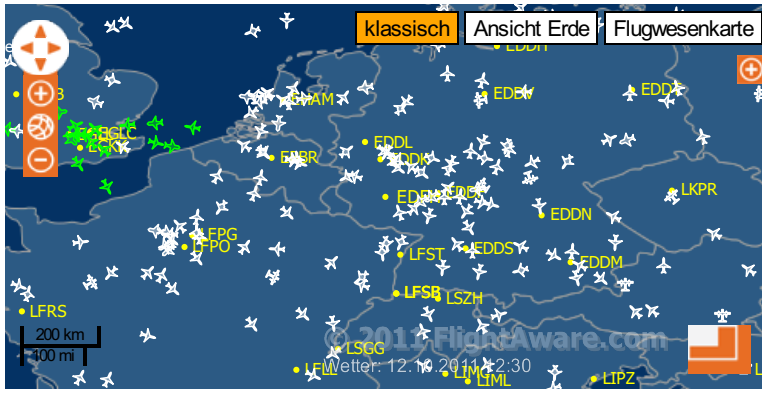 klassisch
Ansicht Erde
Flugwesenkarte
EDDH
EDDV
EDDT
EHAM
EGLC
EDDL
EDDK
EBBR
LKPR
EDDN
LFPG
LFPO
LFST
EDDS
EDDM
LFSB
LSZH
LFRS
200 km
100 mi
© 2011 FlightAware.com
LSGG
Wetter: 12.10.2011 12:30
LFLL
LIMC
LIML
LIPZ